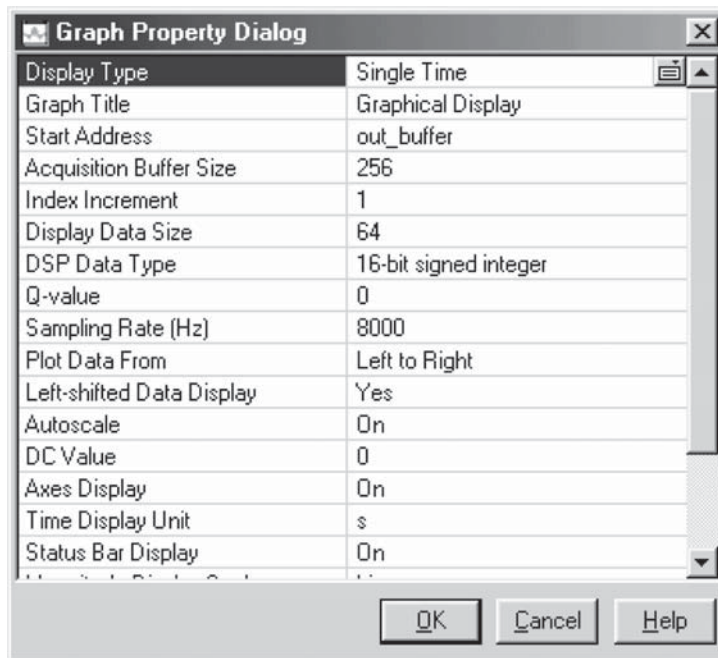 Graph Property Dialog
Display Type Single Time
Graph Title Graphical Display
Start Address out_buffer
Acquisition Buffer Size 256
Index Increment 1
Display Data Size 64
DSP Data Type 16-bit signed integer
Q-value 0
Sampling Rate (Hz) 8000
Plot Data From Left to Right
Left-shifted Data Display Yes
Autoscale On
DC Value 0
Axes Display On
Time Display Unit s
Status Bar Display On
OK Cancel Help